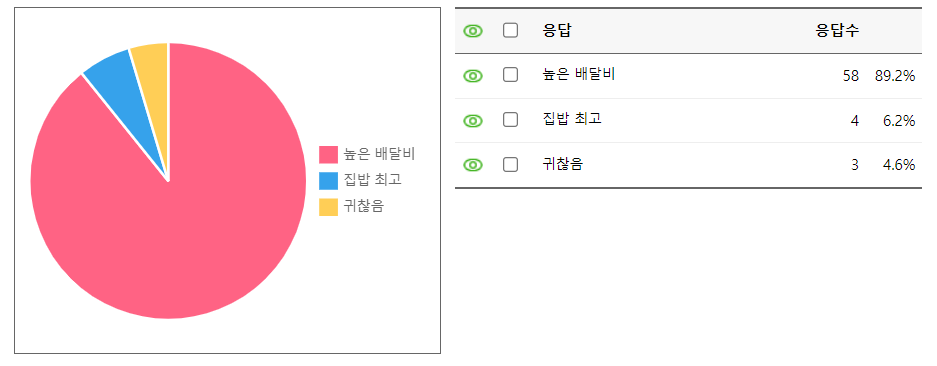 높은 배달비
집밥 최고
귀찮음
응답 응답수
높은 배달비 58 89.2%
집밥 최고 4 6.2%
귀찮음 3 4.6%